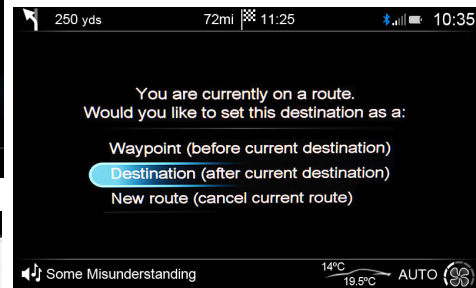 250 yds 72mi 11:25 10:35
You are currently on a route.
Would you like to set this destination as a:
Waypoint (before current destination)
Destination (after current destination)
New route (cancel current route)
Some Misunderstanding 14ºC 19.5ºC AUTO